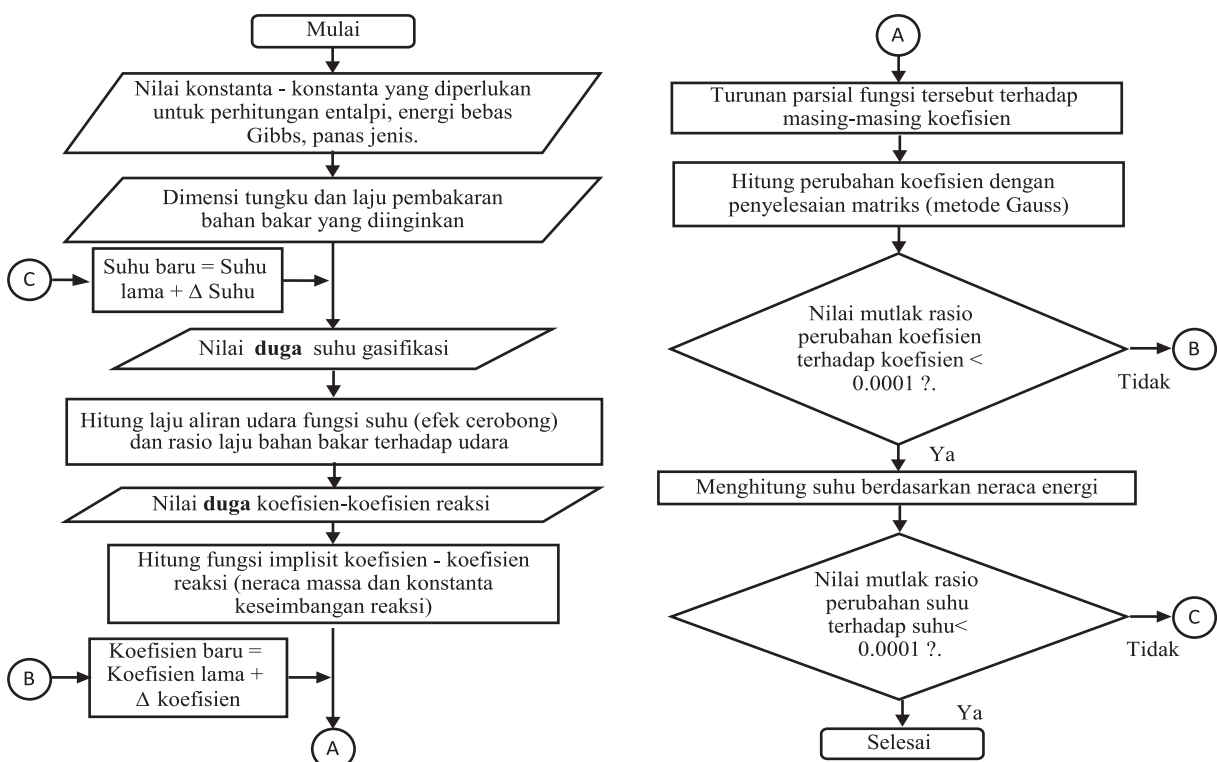 Mulai
Nilai konstanta - konstanta yang diperlukan
untuk perhitungan entalpi, energi bebas
Gibbs, panas jenis.
Dimensi tungku dan laju pembakaran
bahan bakar yang diinginkan
C
Suhu baru = Suhu
lama + Δ Suhu
Nilai duga suhu gasifikasi
Hitung laju aliran udara fungsi suhu (efek cerobong)
dan rasio laju bahan bakar terhadap udara
Nilai duga koefisien-koefisien reaksi
Hitung fungsi implisit koefisien - koefisien
reaksi (neraca massa dan konstanta
keseimbangan reaksi)
B
Koefisien baru =
Koefisien lama +
Δ koefisien
A
A
Turunan parsial fungsi tersebut terhadap
masing-masing koefisien
Hitung perubahan koefisien dengan
penyelesaian matriks (metode Gauss)
Nilai mutlak rasio
perubahan koefisien
terhadap koefisien <
0.0001 ?.
B
Tidak
Ya
Menghitung suhu berdasarkan neraca energi
Nilai mutlak rasio
perubahan suhu
terhadap suhu<
0.0001 ?.
C
Tidak
Ya
Selesai